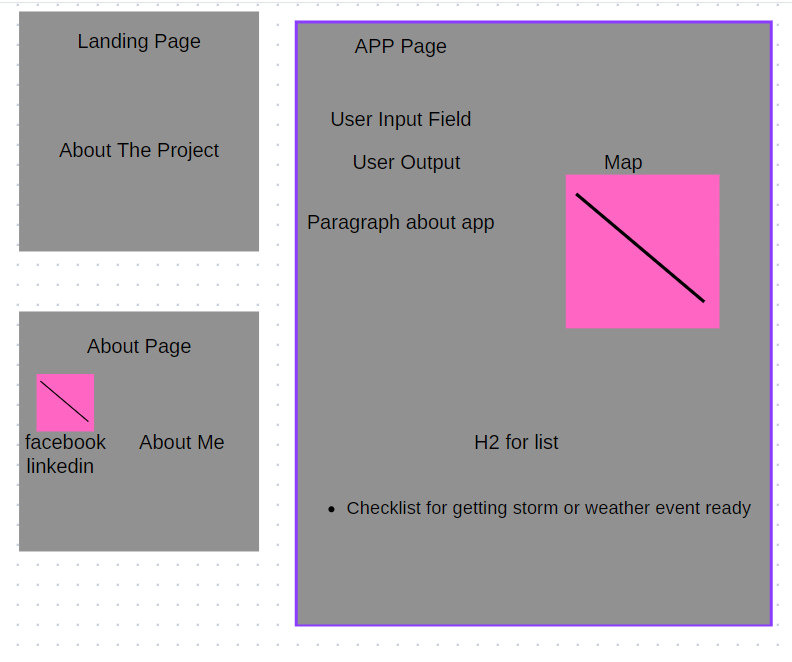 Landing Page
About The Project
About Page
facebook
linkedin
About Me
APP Page
User Input Field
User Output
Map
Paragraph about app
H2 for list
• Checklist for getting storm or weather event ready